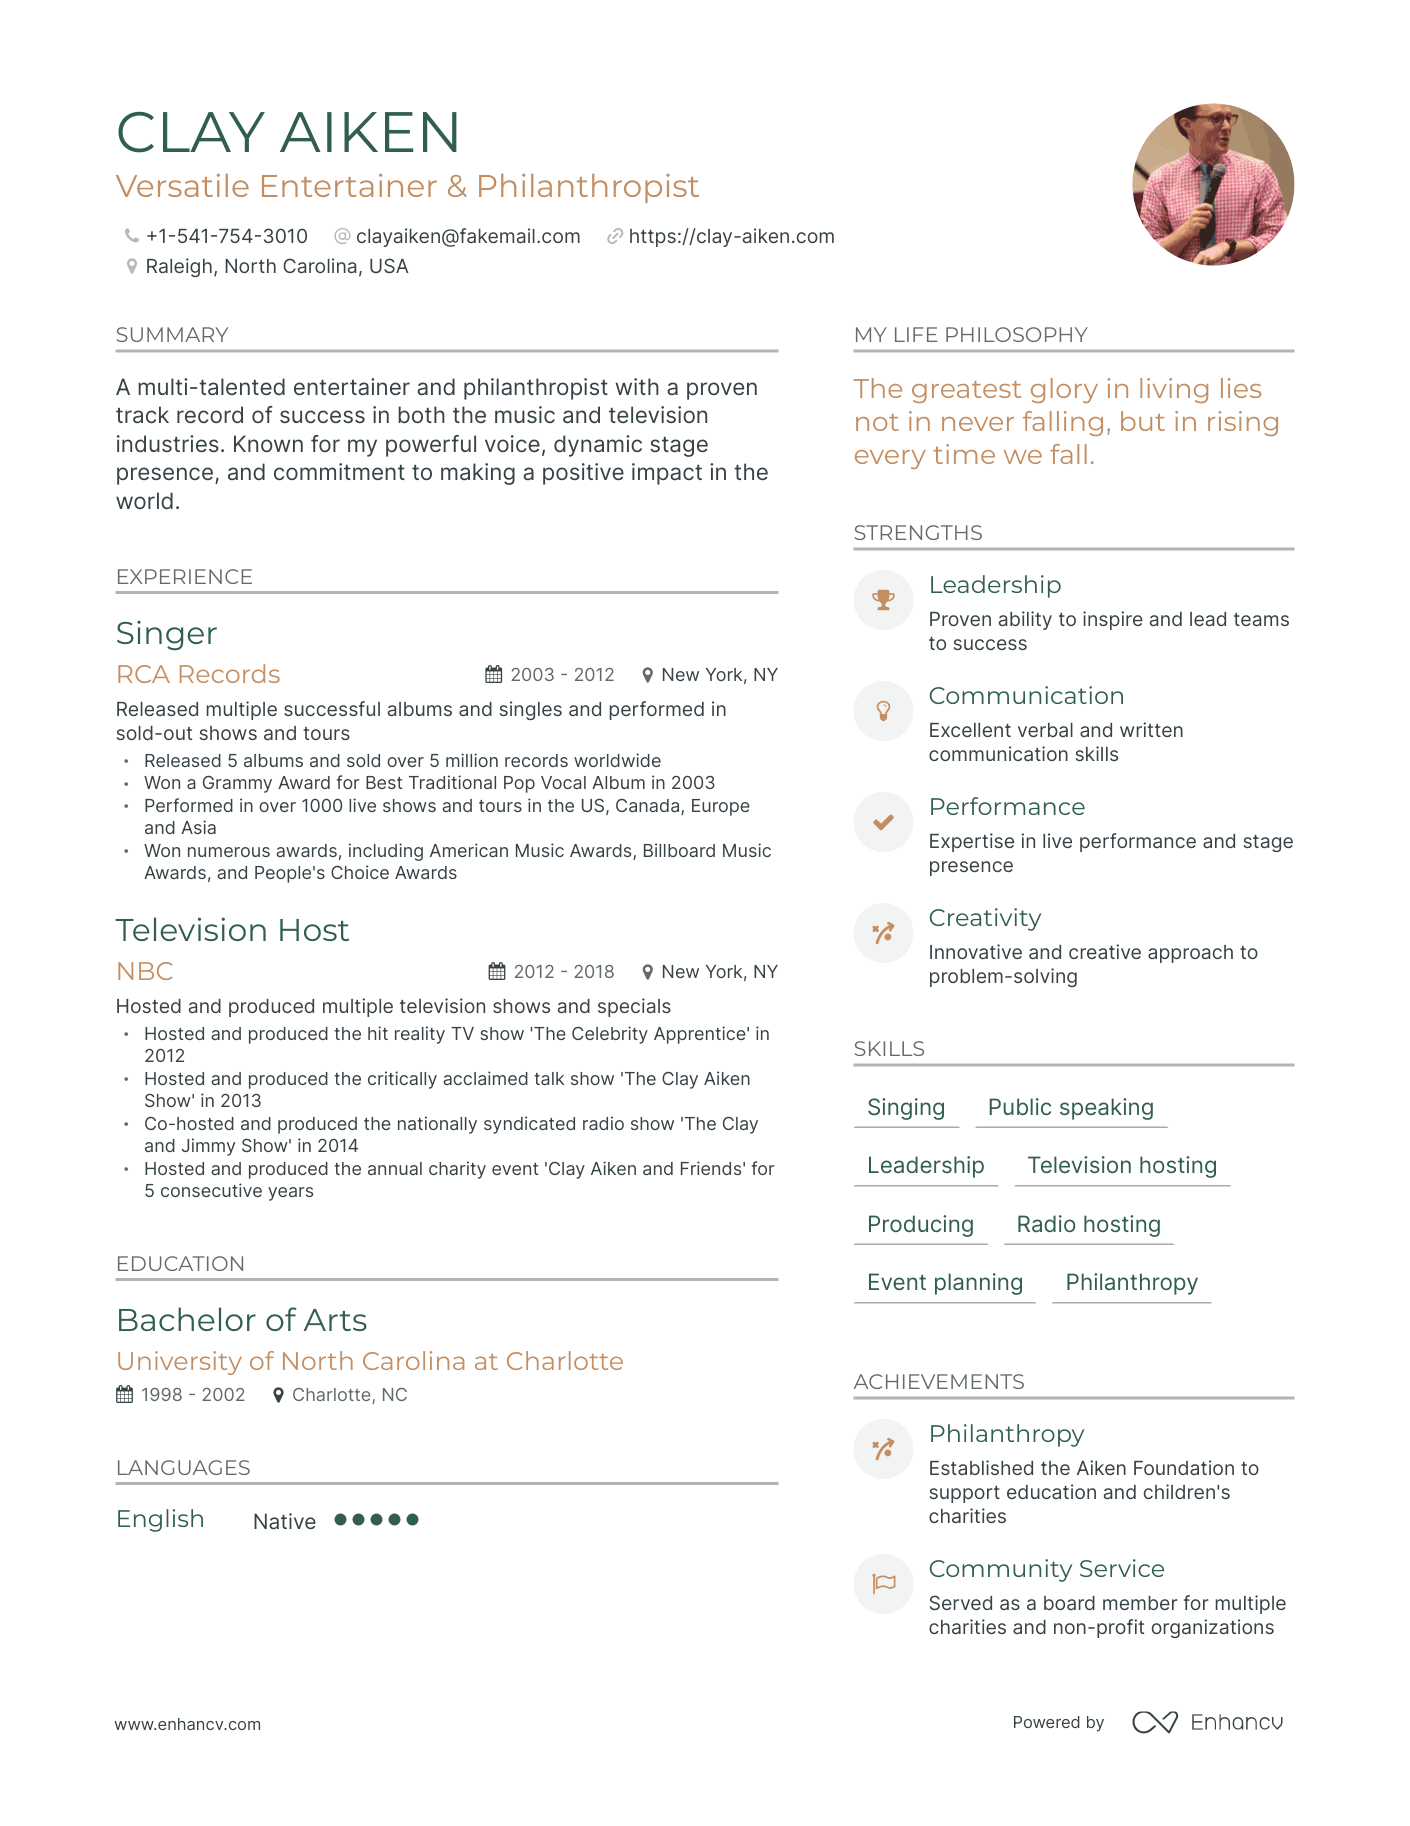 CLAY AIKEN
Versatile Entertainer & Philanthropist
+1-541-754-3010 clayaiken@fakemail.com https://clay-aiken.com
Raleigh, North Carolina, USA
SUMMARY
A multi-talented entertainer and philanthropist with a proven
track record of success in both the music and television
industries. Known for my powerful voice, dynamic stage
presence, and commitment to making a positive impact in the
world.
EXPERIENCE
Singer
RCA Records 2003 - 2012 New York, NY
Released multiple successful albums and singles and performed in
sold-out shows and tours
• Released 5 albums and sold over 5 million records worldwide
• Won a Grammy Award for Best Traditional Pop Vocal Album in 2003
• Performed in over 1000 live shows and tours in the US, Canada, Europe
and Asia
• Won numerous awards, including American Music Awards, Billboard Music
Awards, and People's Choice Awards
Television Host
NBC 2012 - 2018 New York, NY
Hosted and produced multiple television shows and specials
• Hosted and produced the hit reality TV show 'The Celebrity Apprentice' in
2012
• Hosted and produced the critically acclaimed talk show 'The Clay Aiken
Show' in 2013
• Co-hosted and produced the nationally syndicated radio show 'The Clay
and Jimmy Show' in 2014
• Hosted and produced the annual charity event 'Clay Aiken and Friends' for
5 consecutive years
EDUCATION
Bachelor of Arts
University of North Carolina at Charlotte
1998 - 2002 Charlotte, NC
LANGUAGES
English Native
MY LIFE PHILOSOPHY
The greatest glory in living lies
not in never falling, but in rising
every time we fall.
STRENGTHS
Leadership
Proven ability to inspire and lead teams
to success
Communication
Excellent verbal and written
communication skills
Performance
Expertise in live performance and stage
presence
Creativity
Innovative and creative approach to
problem-solving
SKILLS
Singing Public speaking
Leadership Television hosting
Producing Radio hosting
Event planning Philanthropy
ACHIEVEMENTS
Philanthropy
Established the Aiken Foundation to
support education and children's
charities
Community Service
Served as a board member for multiple
charities and non-profit organizations
www.enhancv.com
Powered by Enhancv